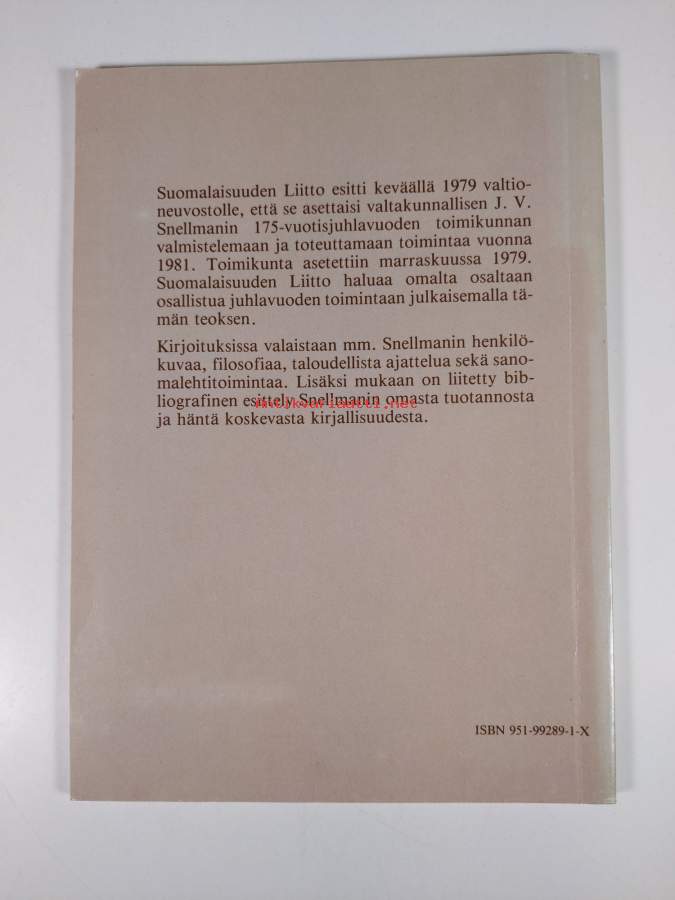 Suomalaisuuden Liitto esitti keväällä 1979 valtio-
neuvostolle, että se asettaisi valtakunnallisen J. V.
Snellmanin 175-vuotisjuhlavuoden toimikunnan
valmistelemaan ja toteuttamaan toimintaa vuonna
1981. Toimikunta asetettiin marraskuussa 1979.
Suomalaisuuden Liitto haluaa omalta osaltaan
osallistua juhlavuoden toimintaan julkaisemalla tä-
män teoksen.
Kirjoituksissa valaistaan mm. Snellmanin henkilö-
kuvaa, filosofiaa, taloudellista ajattelua sekä sano-
malehtitoimintaa. Lisäksi mukaan on liitetty bib-
liografinen esittely Snellmanin omasta tuotannosta
antikvariaatti.net
ja häntä koskevasta kirjallisuudesta.
ISBN 951-99289-1-X